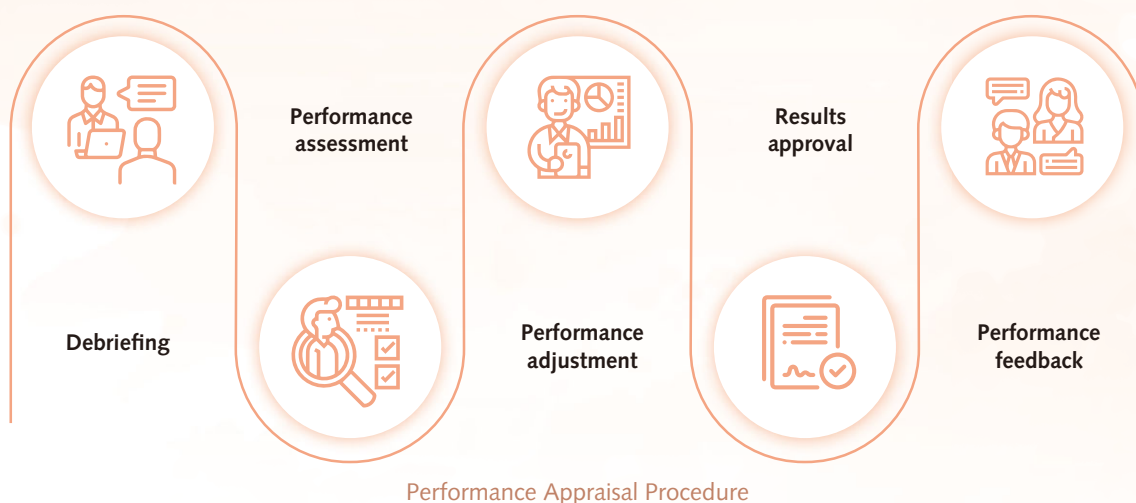 Debriefing
Performance
assessment
Performance
adjustment
Results
approval
Performance
feedback
Performance Appraisal Procedure